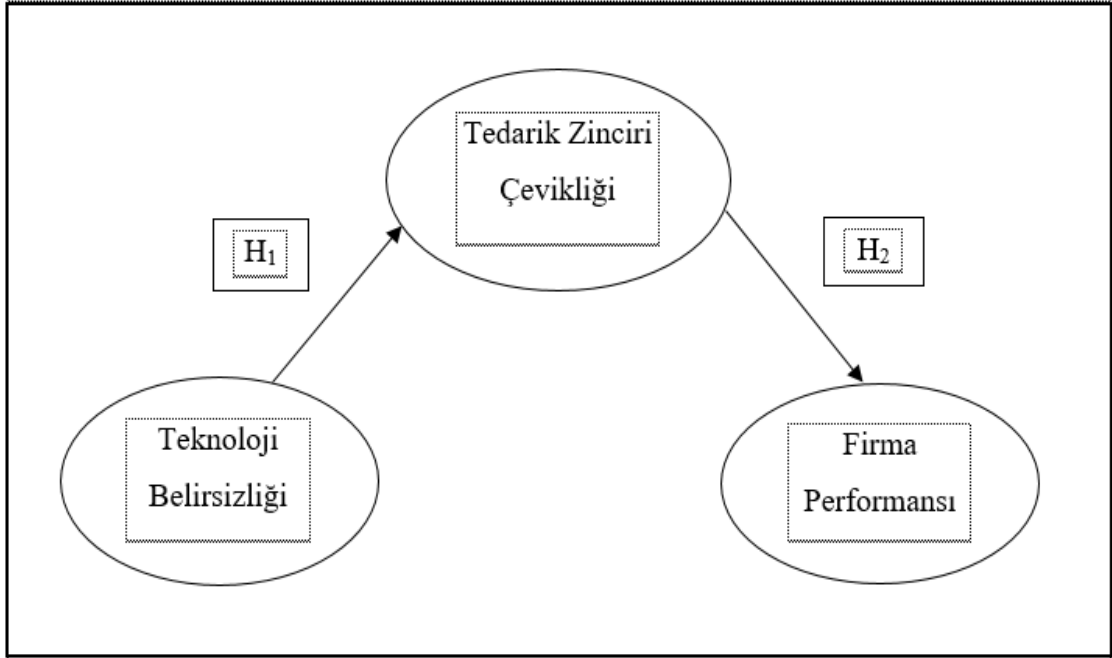 Tedarik Zinciri
Çevikliği
H₁
H₂
Teknoloji
Belirsizliği
Firma
Performansı